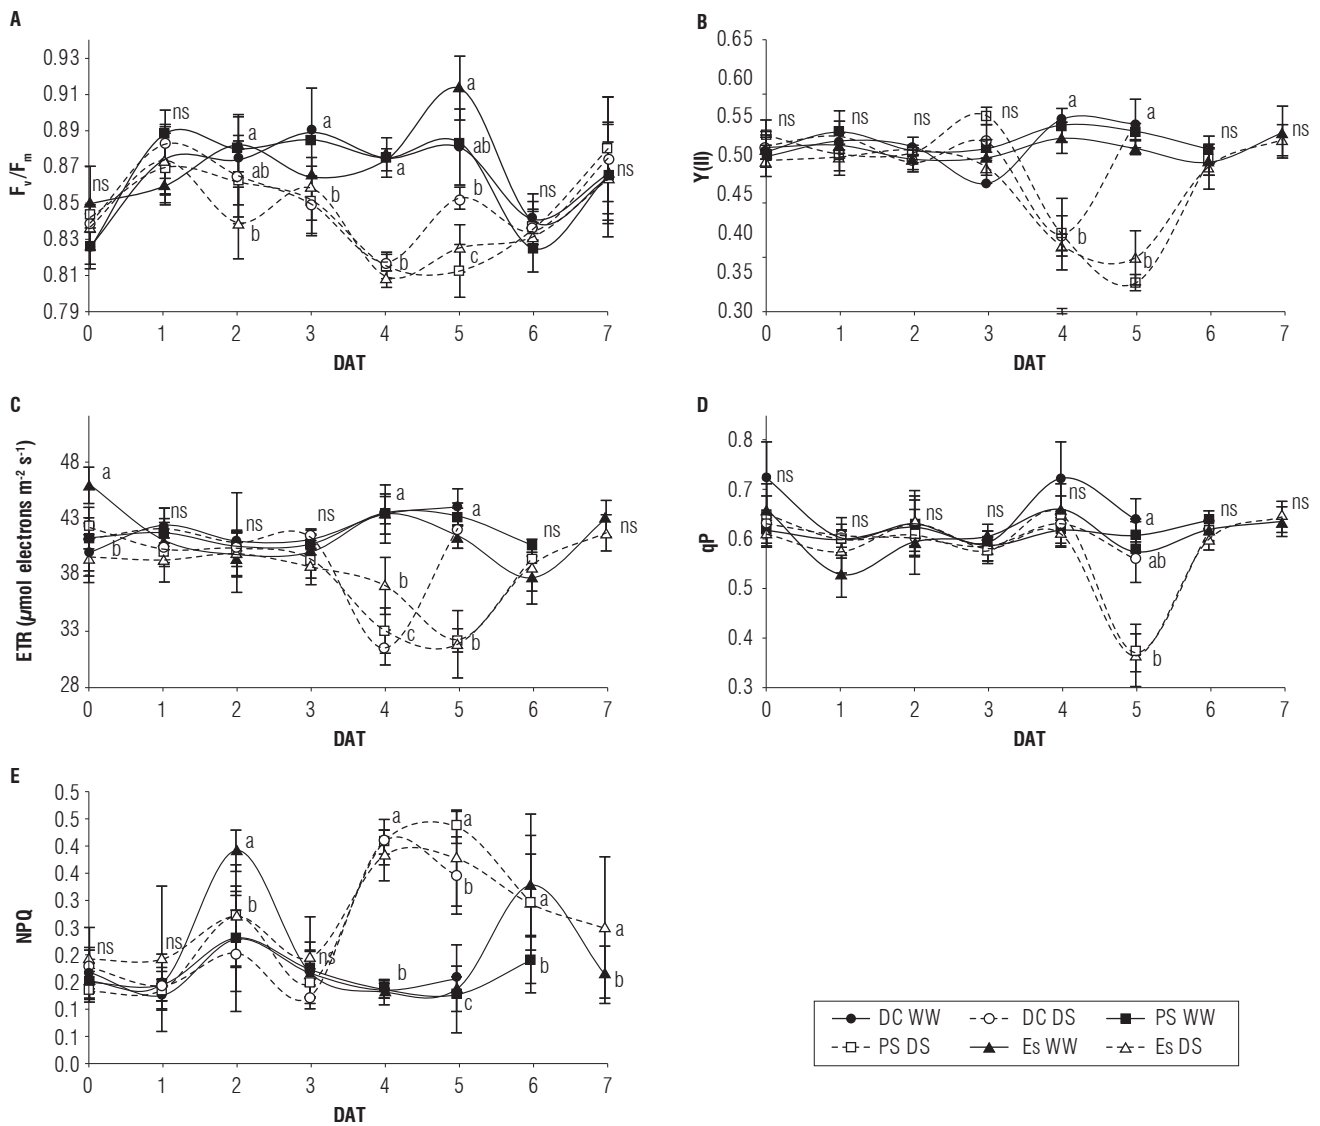 A
0.93
0.91
0.89
0.87
0.85
0.83
0.81
0.79
Fv/Fm
ns
ns
a
ab
b
a
b
a
b
a
ab
b
c
ns
ns
0 1 2 3 4 5 6 7
DAT
B
0.65
0.60
0.55
0.50
0.45
0.40
0.35
0.30
Y(II)
ns
ns
ns
ns
a
b
a
b
ns
ns
0 1 2 3 4 5 6 7
DAT
C
48
43
38
33
28
ETR (µmol electrons m-2 s-1)
a
b
ns
ns
ns
a
b
c
a
b
ns
ns
0 1 2 3 4 5 6 7
DAT
D
0.8
0.7
0.6
0.5
0.4
0.3
qP
ns
ns
ns
ns
ns
a
ab
b
ns
ns
0 1 2 3 4 5 6 7
DAT
E
0.5
0.5
0.4
0.4
0.3
0.3
0.2
0.2
0.1
0.1
0.0
NPQ
ns
ns
a
b
ns
a
b
a
b
c
a
b
a
b
0 1 2 3 4 5 6 7
DAT
DC WW DC DS PS WW
PS DS Es WW Es DS